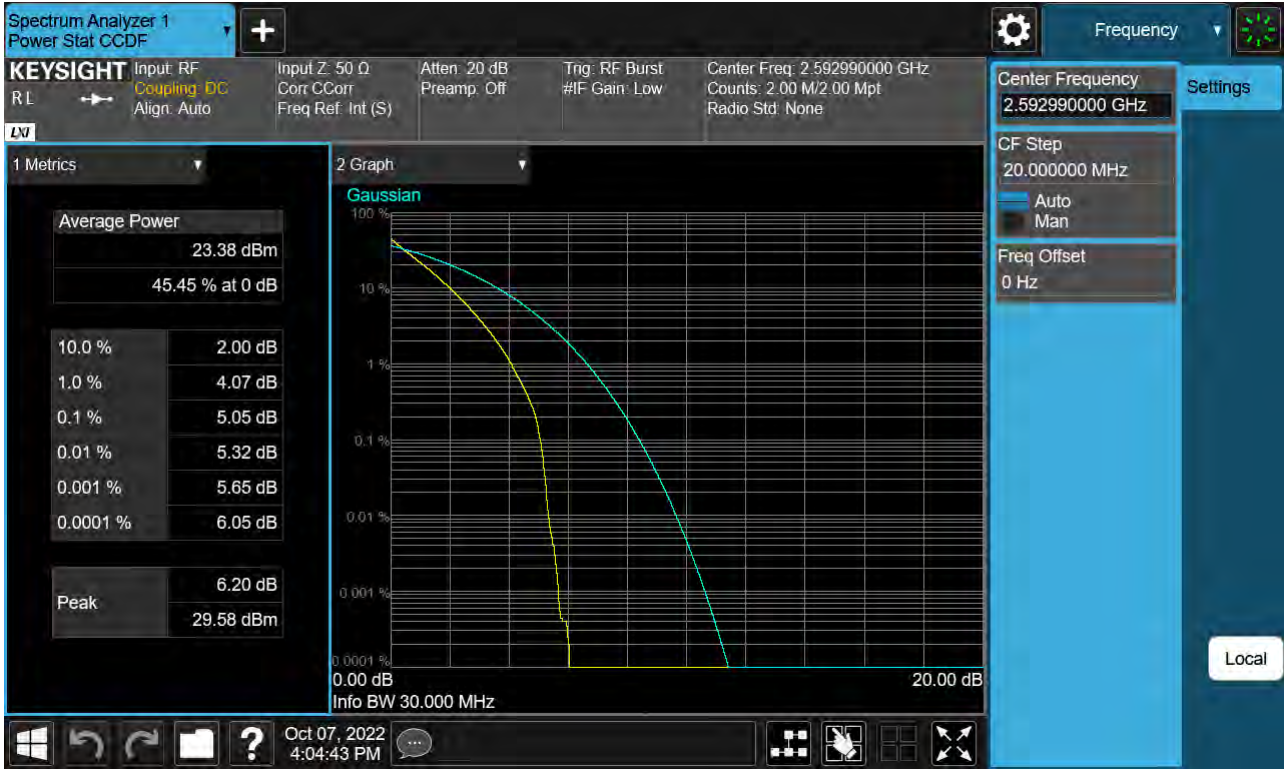 Spectrum Analyzer 1
Power Stat CCDF
Frequency
KEYSIGHT
R L
LXI
Input: RF
Coupling: DC
Align: Auto
Input Z: 50 Ω
Corr CCorr
Freq Ref: Int (S)
Atten: 20 dB
Preamp: Off
Trig: RF Burst
#IF Gain: Low
Center Freq: 2.592990000 GHz
Counts: 2.00 M/2.00 Mpt
Radio Std: None
1 Metrics
Average Power
23.38 dBm
45.45 % at 0 dB
10.0 % 2.00 dB
1.0 % 4.07 dB
0.1 % 5.05 dB
0.01 % 5.32 dB
0.001 % 5.65 dB
0.0001 % 6.05 dB
Peak
6.20 dB
29.58 dBm
2 Graph
Gaussian
100 %
10 %
1 %
0.1 %
0.01 %
0.001 %
0.0001 %
0.00 dB 20.00 dB
Info BW 30.000 MHz
Center Frequency
2.592990000 GHz
CF Step
20.000000 MHz
Auto
Man
Freq Offset
0 Hz
Settings
Local
?
Oct 07, 2022
4:04:43 PM